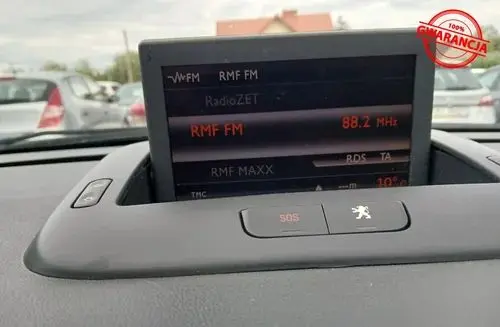 100%
GWARANCJA
FM RMF FM
RadioZET
RMF FM 88.2 MHz
RMF MAXX
RDS TA
TMC
10°
SOS